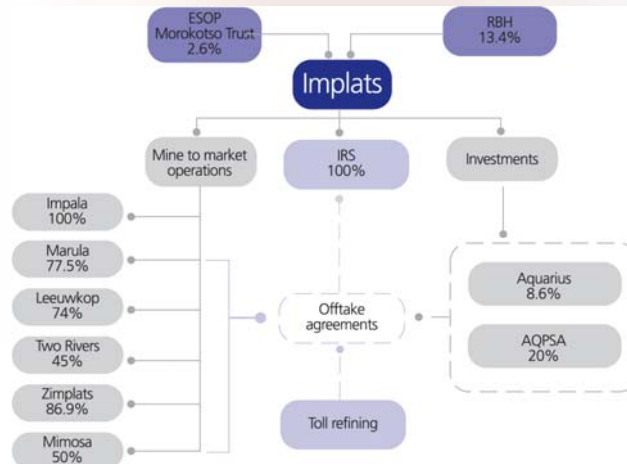 ESOP
Morokotso Trust
2.6%
RBH
13.4%
Implats
Mine to market
operations
IRS
100%
Investments
Impala
100%
Marula
77.5%
Leeuwkop
74%
Two Rivers
45%
Zimplats
86.9%
Mimosa
50%
Offtake
agreements
Toll refining
Aquarius
8.6%
AQPSA
20%